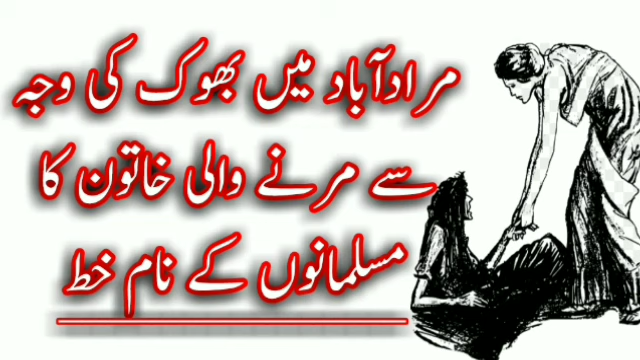 مرادآباد میں بھوک کی وجہ
سے مرنے والی خاتون کا
مسلمانوں کے نام خط